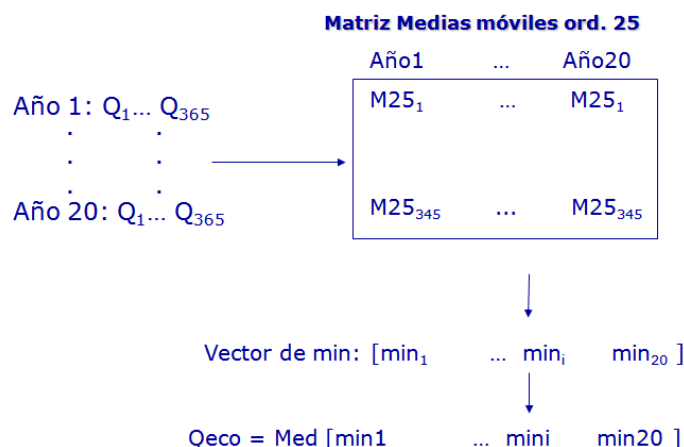 Matriz Medias móviles ord. 25
Año1 ... Año20
Año 1: Q1... Q365
M251 ... M251
. .
. .
. .
Año 20: Q1... Q365
M25345 ... M25345
Vector de min: [min1 ... mini min20 ]
Qeco = Med [min1 ... mini min20 ]